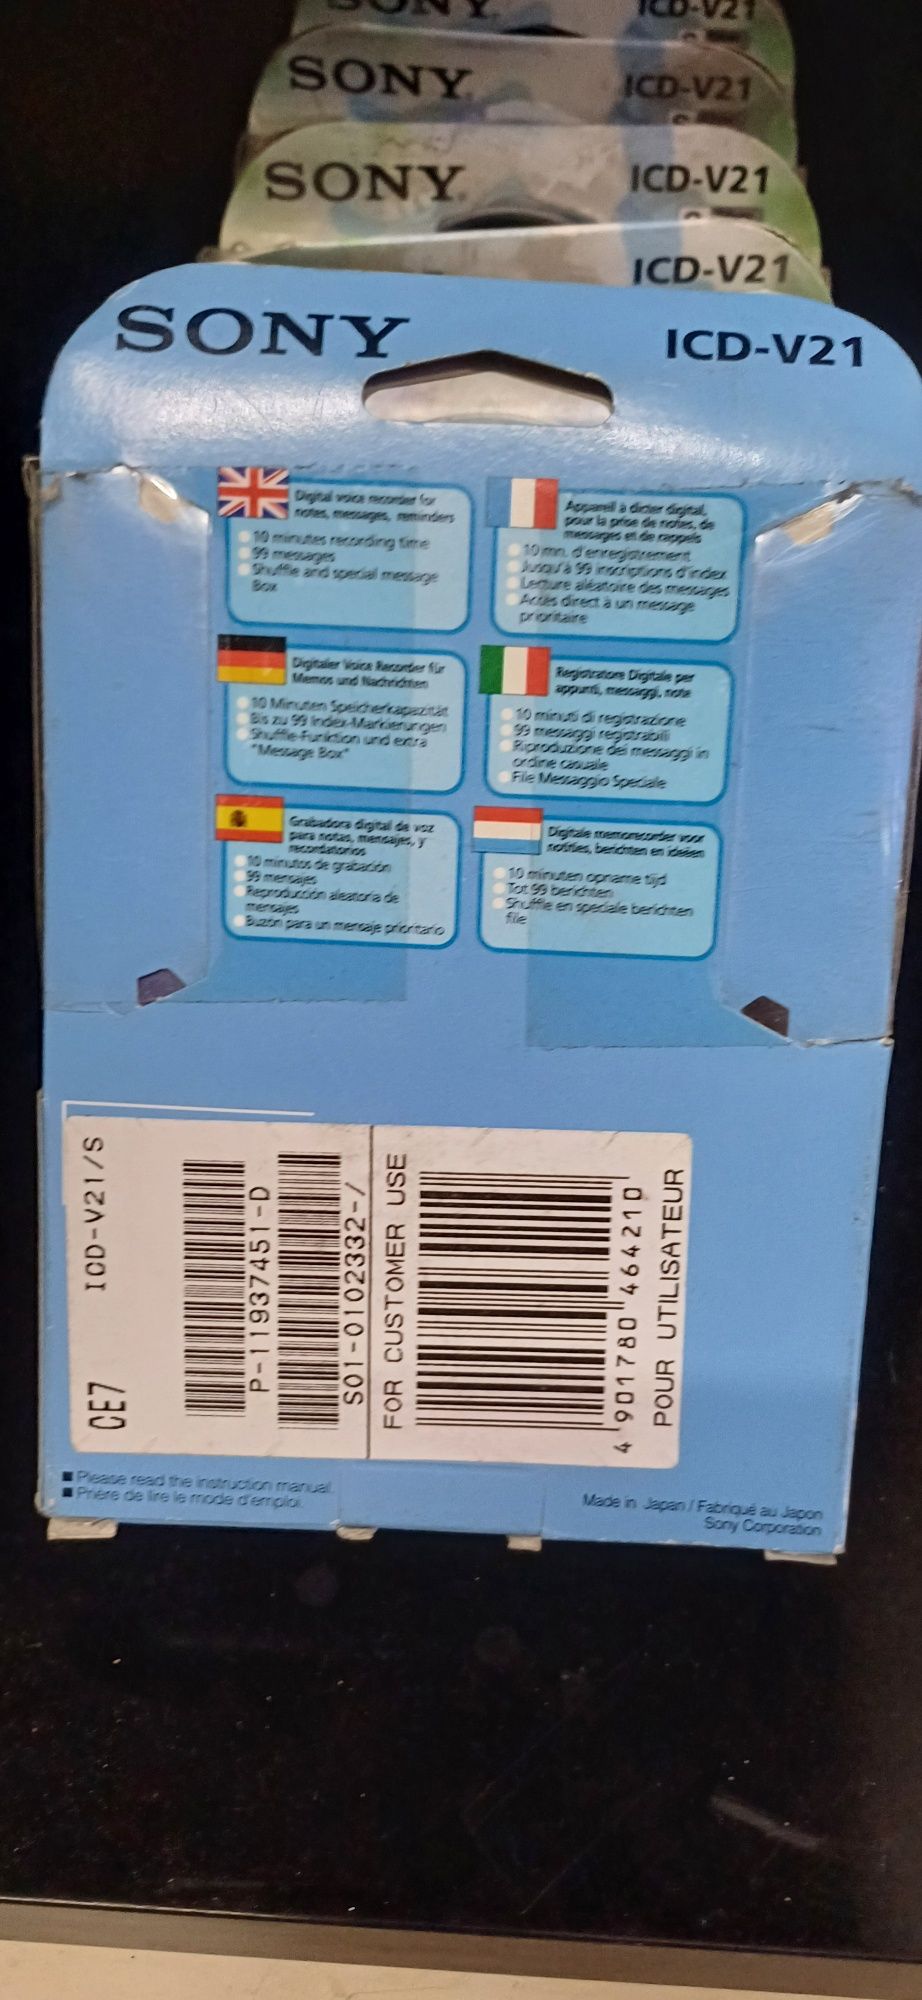 SONY ICD-V21
SONY ICD-V21
SONY ICD-V21
ICD-V21
SONY ICD-V21
Digital voice recorder for
notes, messages, reminders
10 minutes recording time
99 messages
Shuffle and special message
Box
Appareil à dicter digital,
pour la prise de notes, de
messages et de rappels
10 mn. d'enregistrement
Jusqu'à 99 inscriptions d'index
Lecture aléatoire des messages
Accès direct à un message
prioritaire
Digitaler Voice Recorder für
Memos und Nachrichten
10 Minuten Speicherkapazität
Bis zu 99 Index-Markierungen
Shuffle-Funktion und extra
"Message Box"
Registratore Digitale per
appunti, messaggi, note
10 minuti di registrazione
99 messaggi registrabili
Riproduzione dei messaggi in
ordine casuale
File Messaggio Speciale
Grabadora digital de voz
para notas, mensajes, y
recordatorios
10 minutos de grabación
99 mensajes
Reproducción aleatoria de
mensajes
Buzón para un mensaje prioritario
Digitale memorecorder voor
notities, berichten en ideëen
10 minuten opname tijd
Tot 99 berichten
Shuffle en speciale berichten
file
CE7 ICD-V21/S
P-11937451-D
S01-0102332-/
FOR CUSTOMER USE
4 901780 464210
POUR UTILISATEUR
Please read the instruction manual.
Prière de lire le mode d'emploi.
Made in Japan / Fabriqué au Japon
Sony Corporation